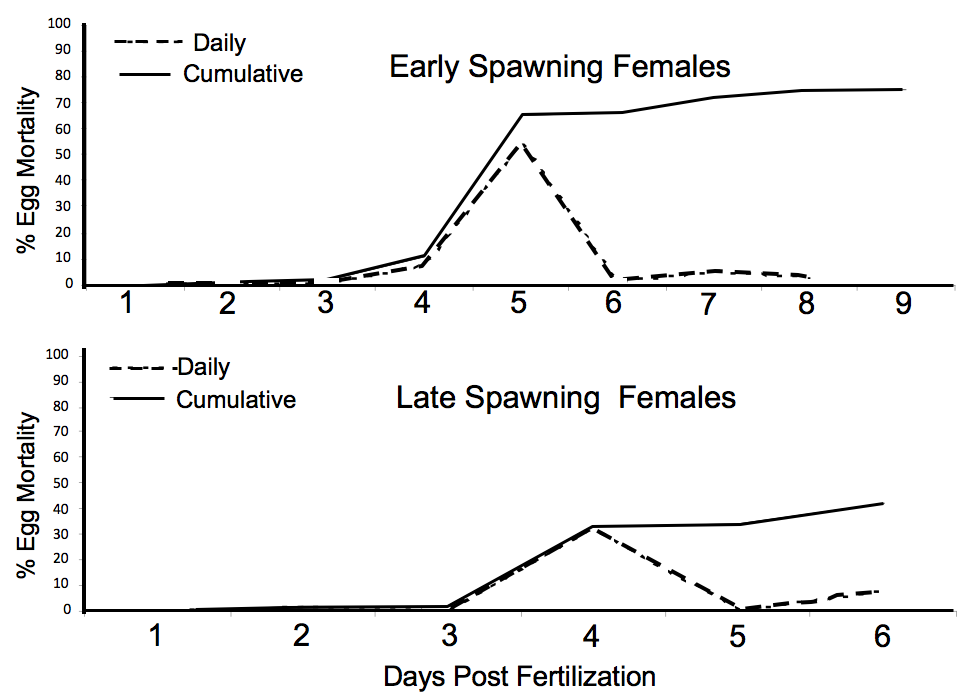 100
90
80
70
60
50
40
30
20
10
0
% Egg Mortality
Daily
Cumulative
Early Spawning Females
1 2 3 4 5 6 7 8 9
100
90
80
70
60
50
40
30
20
10
0
% Egg Mortality
Daily
Cumulative
Late Spawning Females
1 2 3 4 5 6
Days Post Fertilization